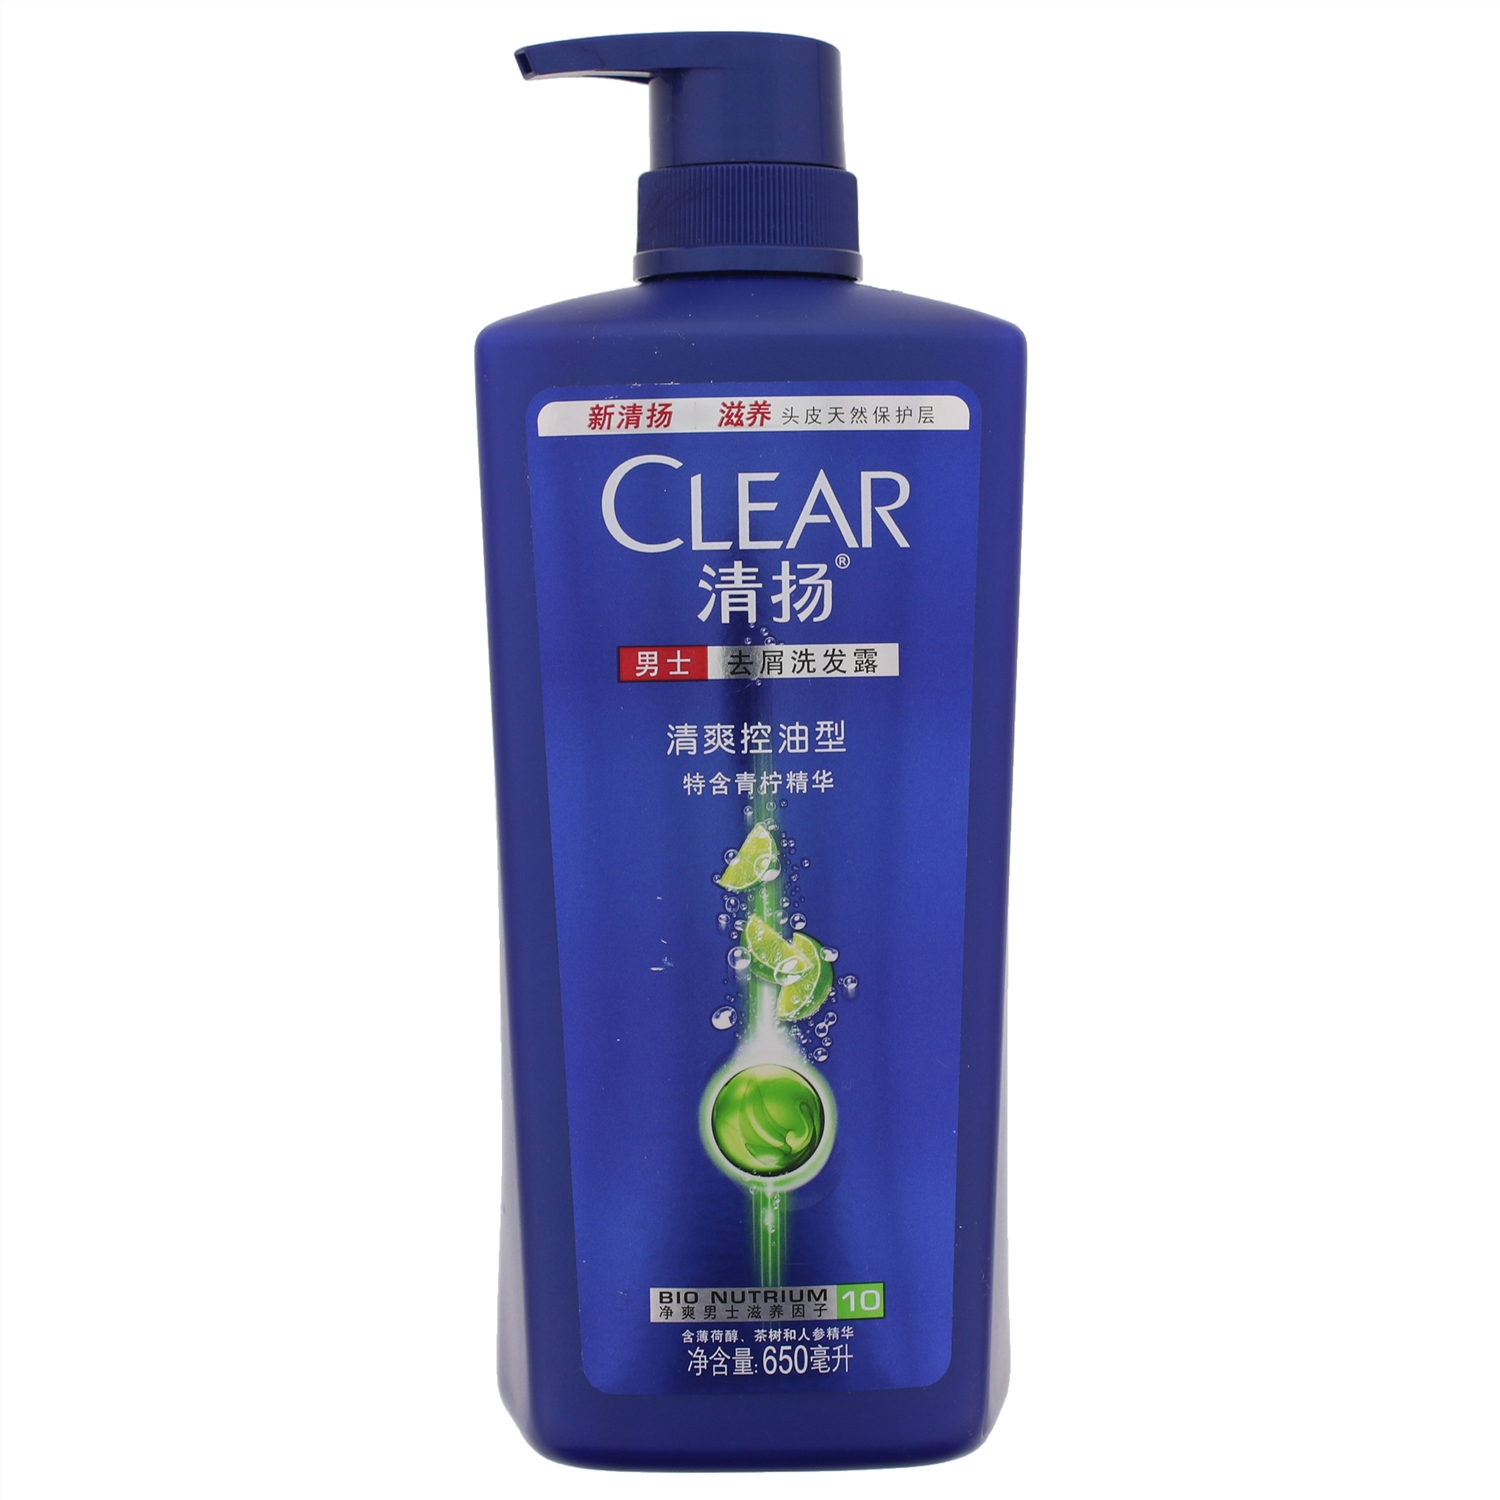 新清扬 滋养 头皮天然保护层
CLEAR
清扬®
男士 去屑洗发露
清爽控油型
特含青柠精华
BIO NUTRIUM 10
净爽男士滋养因子
含薄荷醇、茶树和人参精华
净含量:650毫升